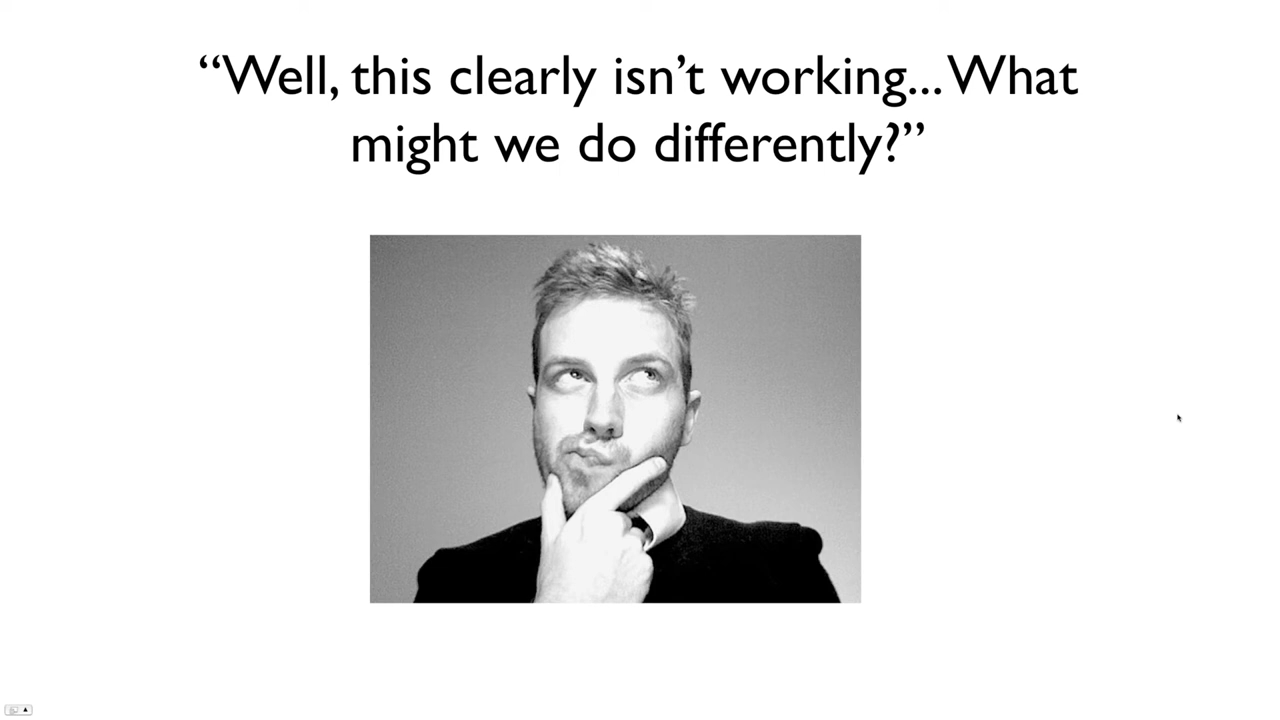 “Well, this clearly isn’t working... What
might we do differently?”